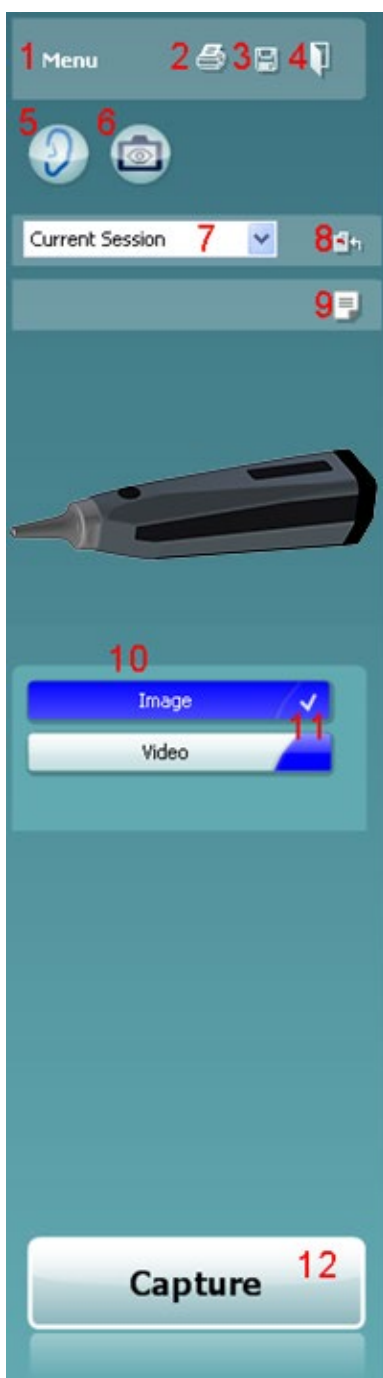 1 Menu 2 3 4
5 6
Current Session 7 8
9
10
Image
11
Video
Capture 12